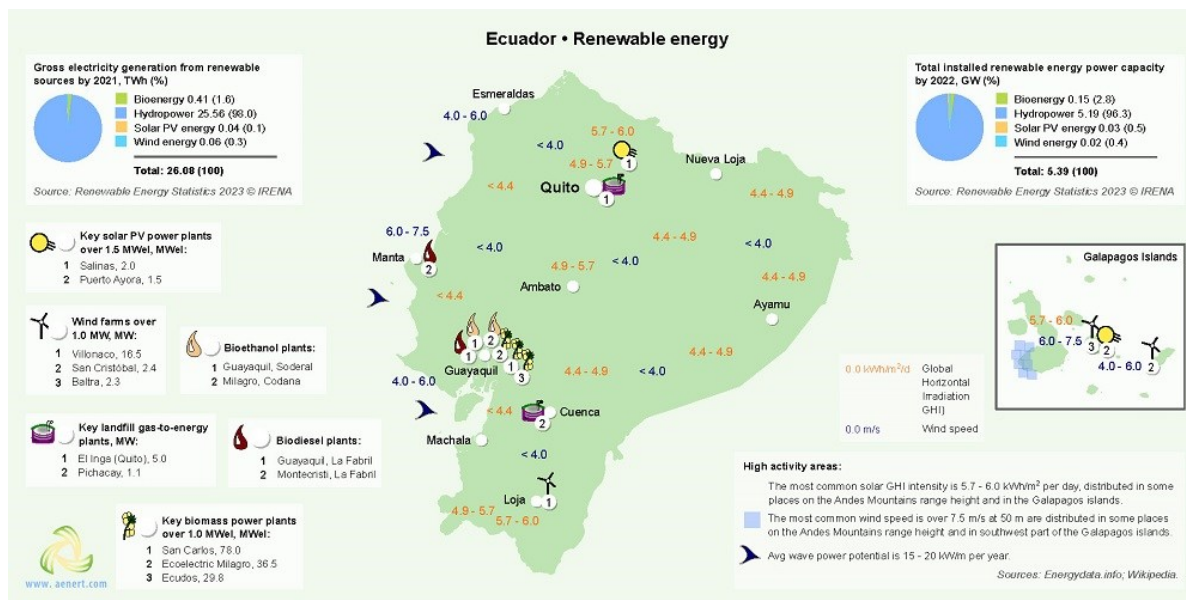 Ecuador • Renewable energy
Gross electricity generation from renewable
sources by 2021, TWh (%)
Bioenergy 0.41 (1.6)
Hydropower 25.56 (98.0)
Solar PV energy 0.04 (0.1)
Wind energy 0.06 (0.3)
Total: 26.08 (100)
Source: Renewable Energy Statistics 2023 © IRENA
Total installed renewable energy power capacity
by 2022, GW (%)
Bioenergy 0.15 (2.8)
Hydropower 5.19 (96.3)
Solar PV energy 0.03 (0.5)
Wind energy 0.02 (0.4)
Total: 5.39 (100)
Source: Renewable Energy Statistics 2023 © IRENA
Key solar PV power plants
over 1.5 MWel, MWel:
1 Salinas, 2.0
2 Puerto Ayora, 1.5
Wind farms over
1.0 MW, MW:
1 Villonaco, 16.5
2 San Cristóbal, 2.4
3 Baltra, 2.3
Bioethanol plants:
1 Guayaquil, Soderal
2 Milagro, Codana
Key landfill gas-to-energy
plants, MW:
1 El Inga (Quito), 5.0
2 Pichacay, 1.1
Biodiesel plants:
1 Guayaquil, La Fabril
2 Montecristi, La Fabril
Key biomass power plants
over 1.0 MWel, MWel:
1 San Carlos, 78.0
2 Ecoelectric Milagro, 36.5
3 Ecudos, 29.8
www.aenert.com
Esmeraldas
4.0 - 6.0
5.7 - 6.0
< 4.0
4.9 - 5.7
1
Nueva Loja
< 4.4
Quito
1
4.4 - 4.9
6.0 - 7.5
4.4 - 4.9
< 4.0
< 4.0
Manta
2
4.9 - 5.7
< 4.0
4.4 - 4.9
Ambato
< 4.4
Ayamu
1
2
1
2
1
4.4 - 4.9
Guayaquil
3
4.0 - 6.0
4.4 - 4.9
< 4.0
< 4.4
Cuenca
2
Machala
< 4.0
Loja
1
4.9 - 5.7
5.7 - 6.0
Galapagos Islands
5.7 - 6.0
6.0 - 7.5
3
2
4.0 - 6.0
2
0.0 kWh/m²/d
Global
Horizontal
Irradiation
GHI)
0.0 m/s
Wind speed
High activity areas:
The most common solar GHI intensity is 5.7 - 6.0 kWh/m² per day, distributed in some
places on the Andes Mountains range height and in the Galapagos islands.
The most common wind speed is over 7.5 m/s at 50 m are distributed in some places
on the Andes Mountains range height and in southwest part of the Galapagos islands.
Avg wave power potential is 15 - 20 kW/m per year.
Sources: Energydata.info; Wikipedia.